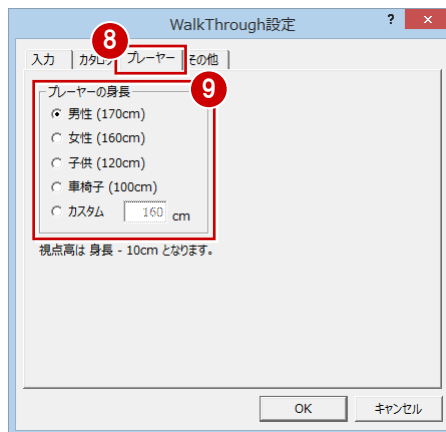 WalkThrough設定
? ×
8
入力 カタログ プレーヤー その他
プレーヤーの身長 9
男性 (170cm)
女性 (160cm)
子供 (120cm)
車椅子 (100cm)
カスタム 160 cm
視点高は 身長 - 10cm となります。
OK キャンセル